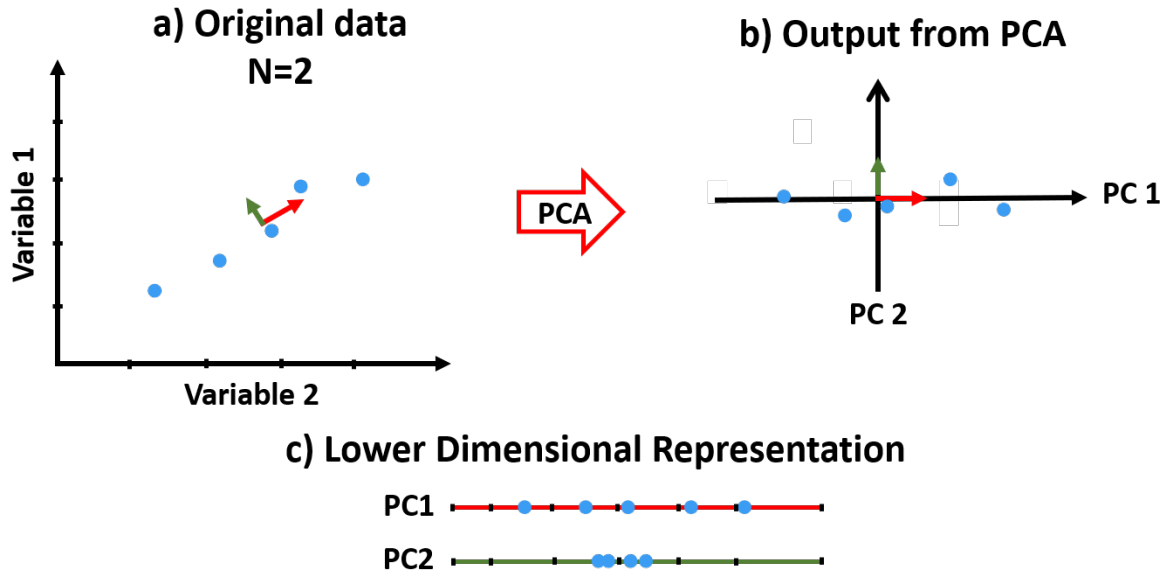 a) Original data
N=2
Variable 1
Variable 2
PCA
b) Output from PCA
PC 1
PC 2
c) Lower Dimensional Representation
PC1
PC2